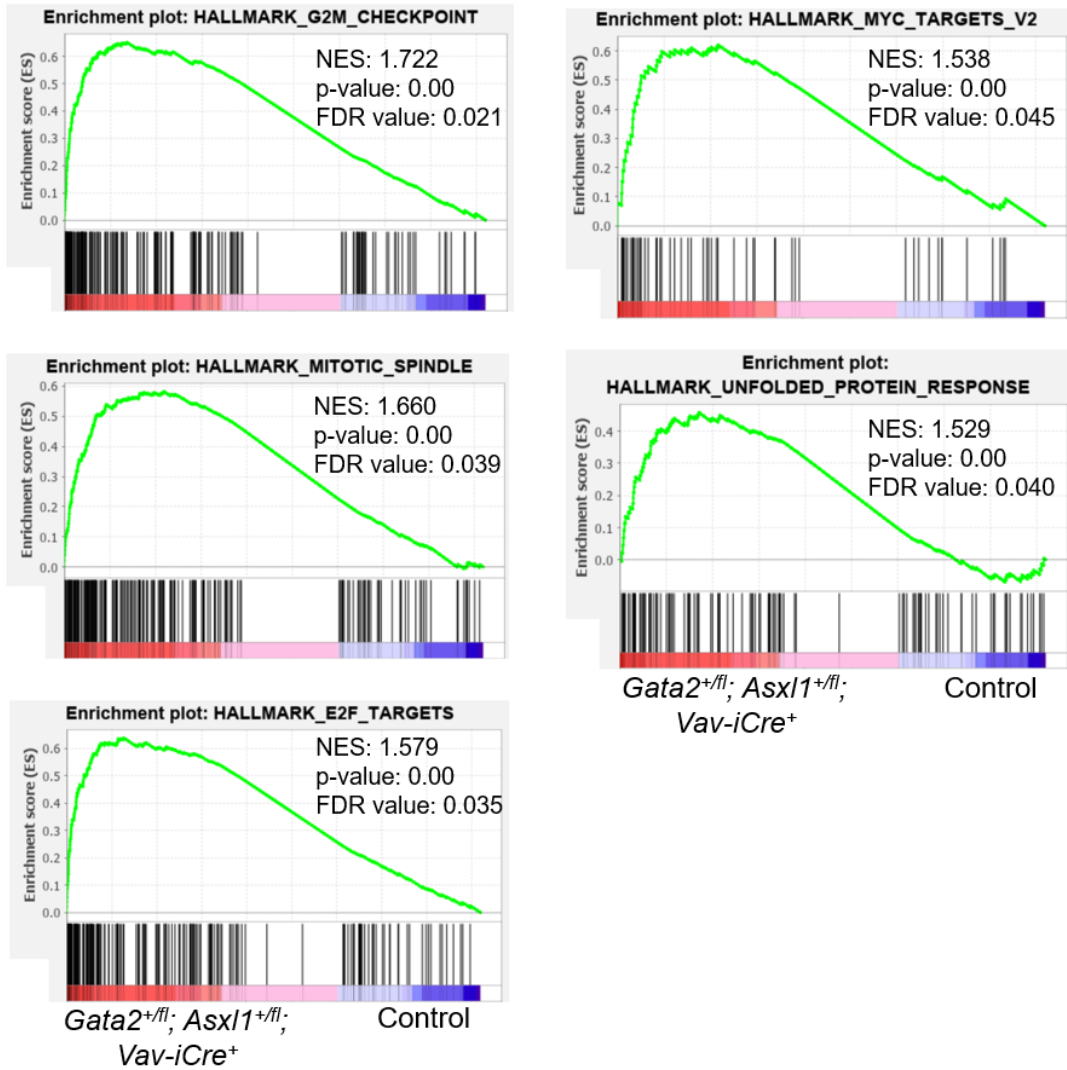 Enrichment plot: HALLMARK_G2M_CHECKPOINT
Enrichment score (ES)
0.6
0.5
0.4
0.3
0.2
0.1
0.0
NES: 1.722
p-value: 0.00
FDR value: 0.021
Enrichment plot: HALLMARK_MITOTIC_SPINDLE
Enrichment score (ES)
0.6
0.5
0.4
0.3
0.2
0.1
0.0
NES: 1.660
p-value: 0.00
FDR value: 0.039
Enrichment plot: HALLMARK_E2F_TARGETS
Enrichment score (ES)
0.6
0.5
0.4
0.3
0.2
0.1
0.0
NES: 1.579
p-value: 0.00
FDR value: 0.035
Gata2+/fl; Asxl1+/fl;
Vav-iCre+
Control
Enrichment plot: HALLMARK_MYC_TARGETS_V2
Enrichment score (ES)
0.6
0.5
0.4
0.3
0.2
0.1
0.0
NES: 1.538
p-value: 0.00
FDR value: 0.045
Enrichment plot:
HALLMARK_UNFOLDED_PROTEIN_RESPONSE
Enrichment score (ES)
0.4
0.3
0.2
0.1
0.0
NES: 1.529
p-value: 0.00
FDR value: 0.040
Gata2+/fl; Asxl1+/fl;
Vav-iCre+
Control